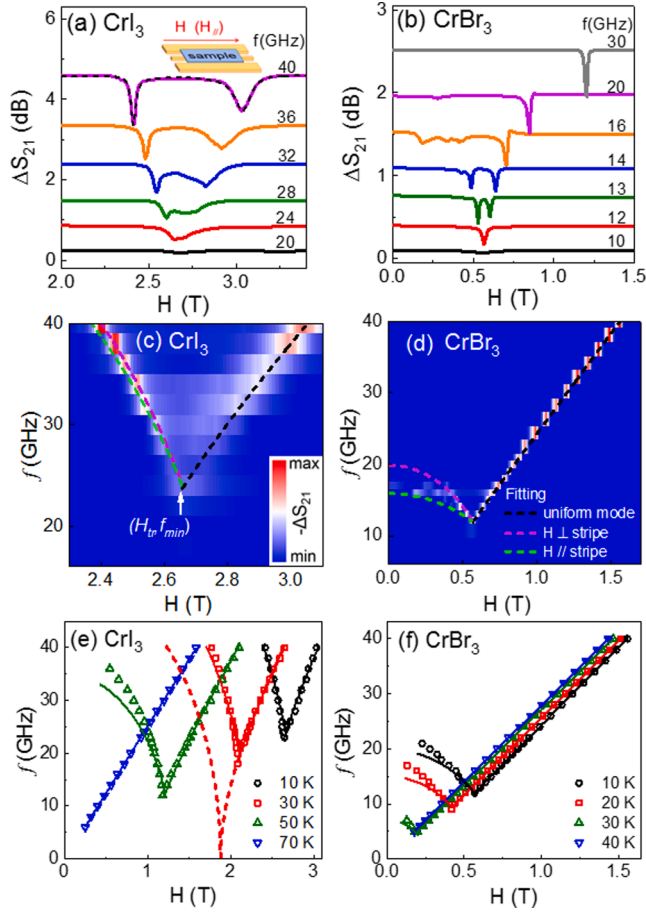 (a) CrI3
H (H//)
sample
f(GHz)
40
36
32
28
24
20
ΔS21 (dB)
6
4
2
0
2.0 2.5 3.0
H (T)
(b) CrBr3
f(GHz)
30
20
16
14
13
12
10
ΔS21 (dB)
3
2
1
0
0.0 0.5 1.0 1.5
H (T)
(c) CrI3
f (GHz)
40
30
20
(Htr, fmin)
max
-ΔS21
min
2.4 2.6 2.8 3.0
H (T)
(d) CrBr3
f (GHz)
40
30
20
10
Fitting
uniform mode
H ⊥ stripe
H // stripe
0.0 0.5 1.0 1.5
H (T)
(e) CrI3
f (GHz)
40
30
20
10
0
10 K
30 K
50 K
70 K
0 1 2 3
H (T)
(f) CrBr3
f (GHz)
40
30
20
10
0
10 K
20 K
30 K
40 K
0.0 0.5 1.0 1.5
H (T)